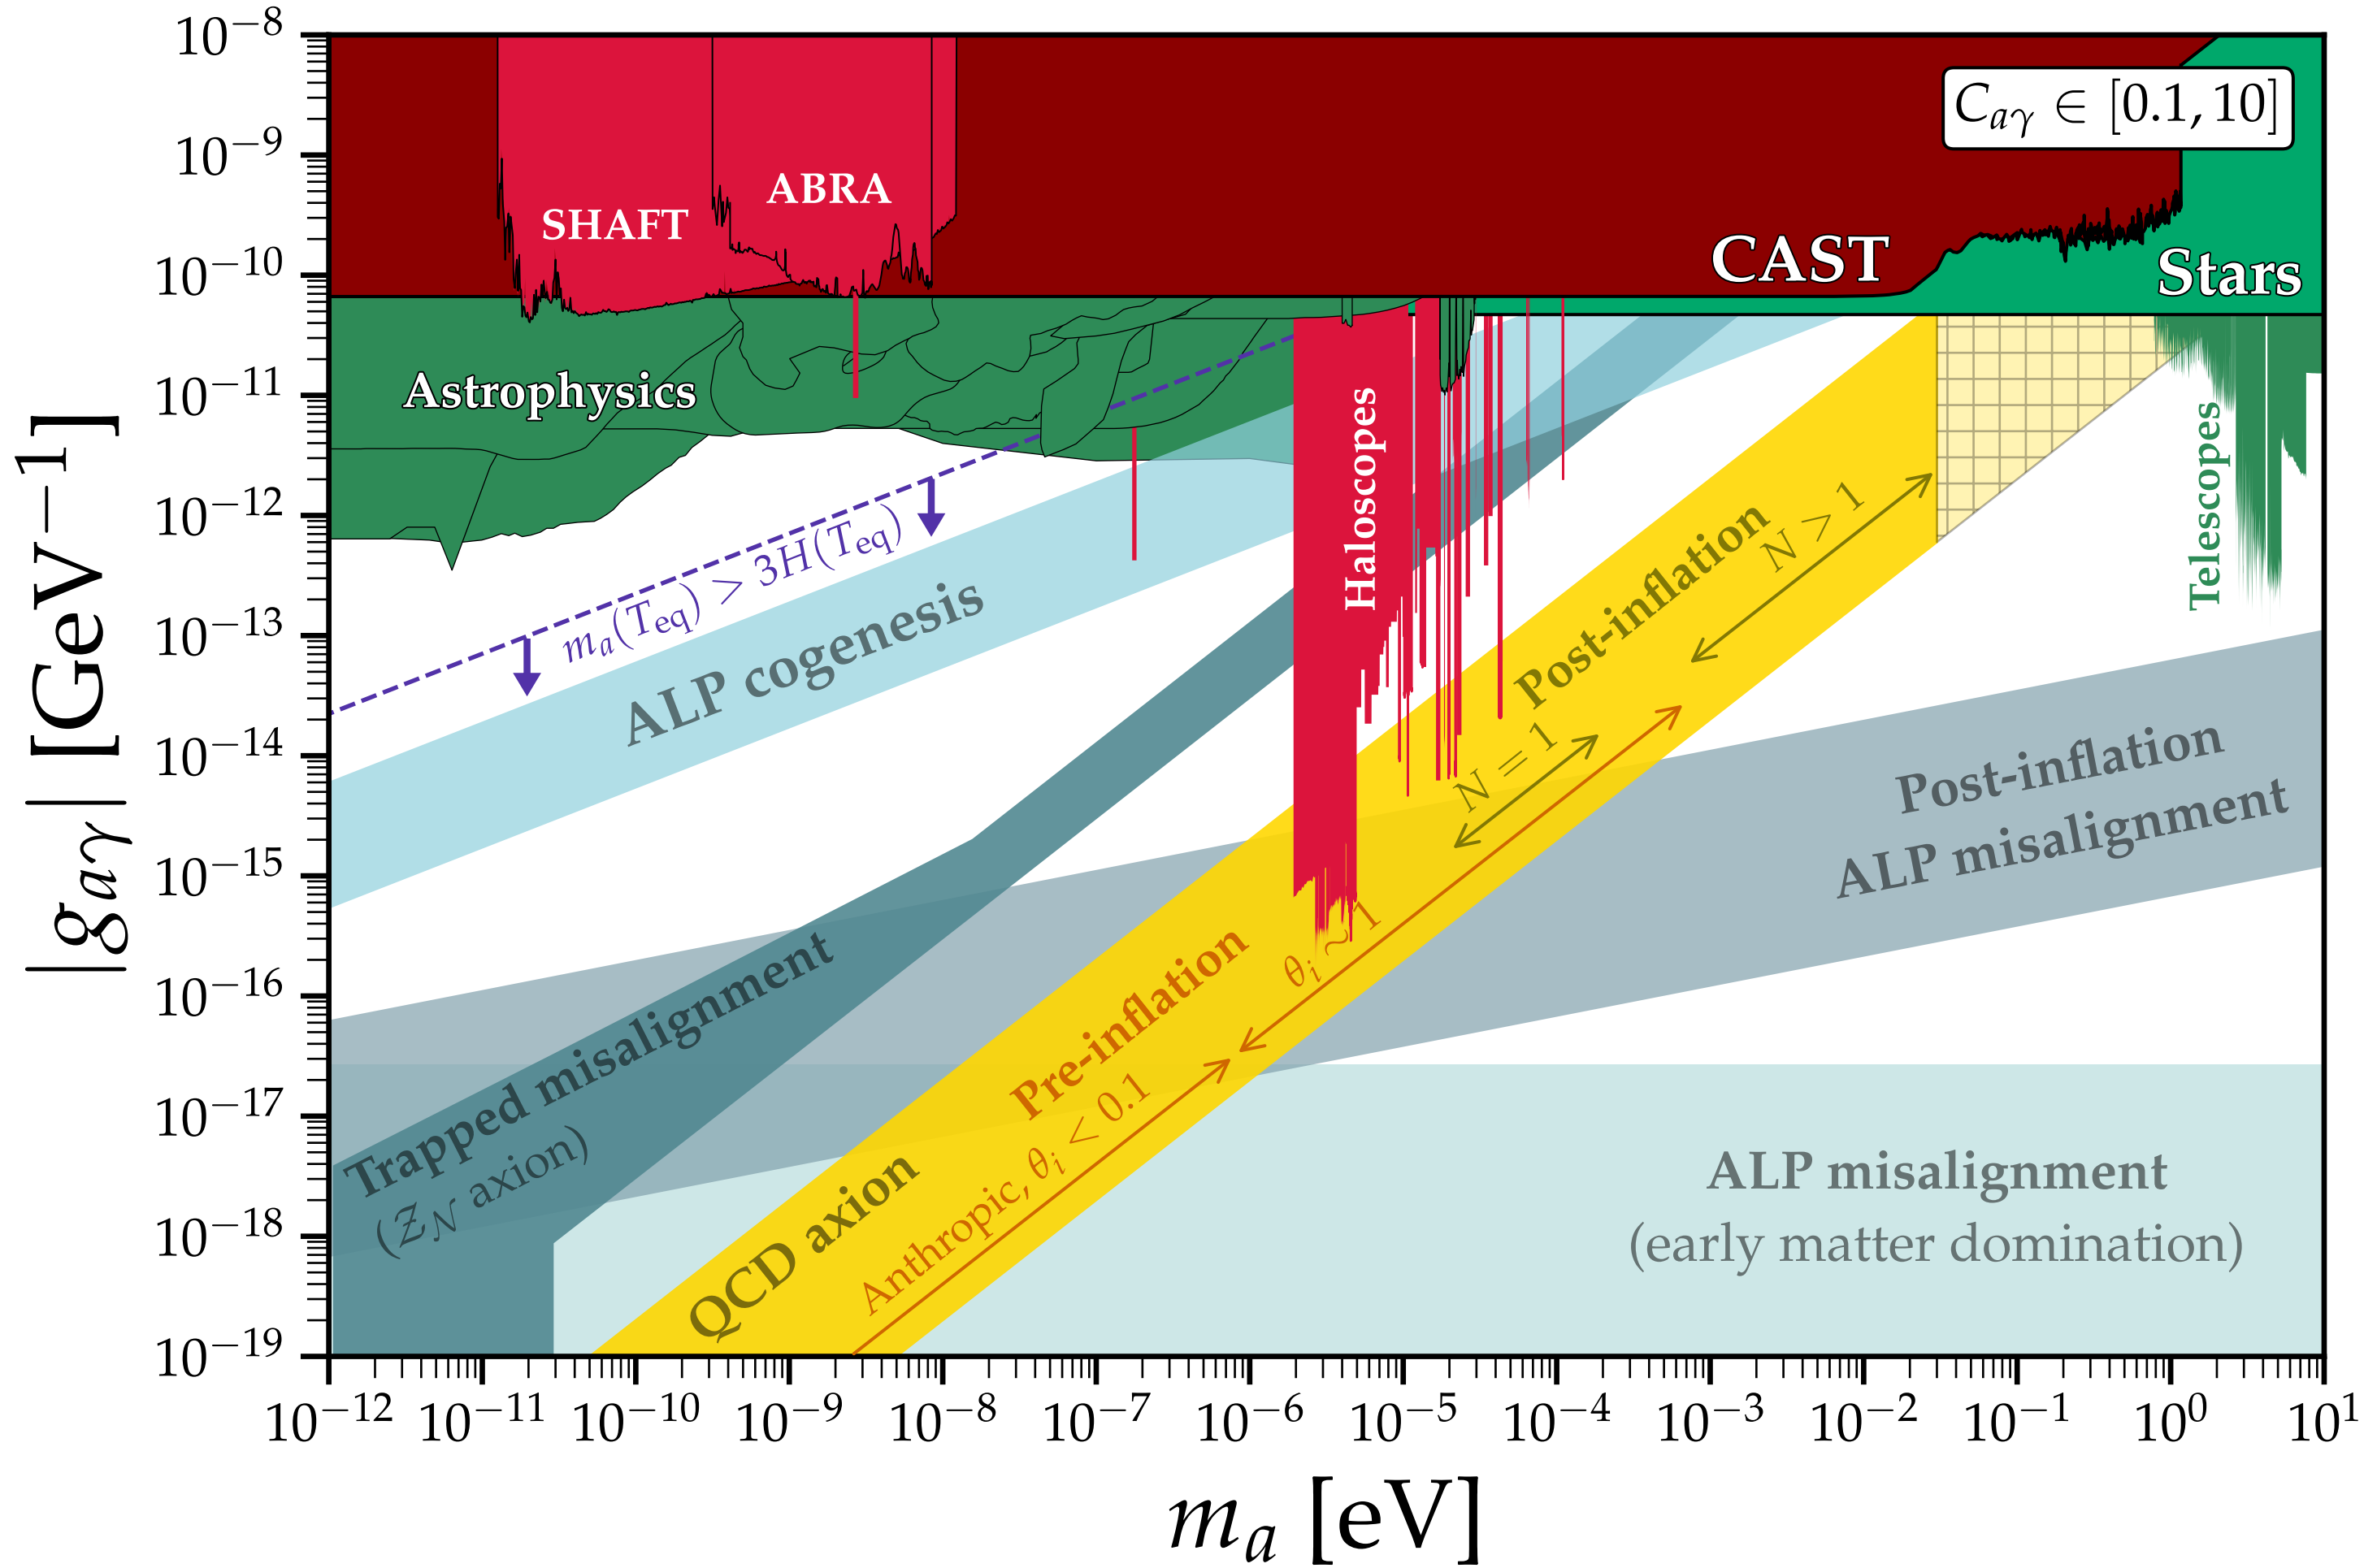 10⁻⁸
10⁻⁹
10⁻¹⁰
10⁻¹¹
10⁻¹²
10⁻¹³
10⁻¹⁴
10⁻¹⁵
10⁻¹⁶
10⁻¹⁷
10⁻¹⁸
10⁻¹⁹
|g_{aγ}| [GeV⁻¹]
C_{aγ} ∈ [0.1, 10]
SHAFT
ABRA
CAST
Stars
Astrophysics
Haloscopes
Telescopes
m_a(T_eq) > 3H(T_eq)
ALP cogenesis
Post-inflation
N > 1
N = 1
Post-inflation
ALP misalignment
Trapped misalignment
(𝒵_𝒩 axion)
Pre-inflation
θ_i ∼ 1
QCD axion
Anthropic, θ_i < 0.1
ALP misalignment
(early matter domination)
10⁻¹² 10⁻¹¹ 10⁻¹⁰ 10⁻⁹ 10⁻⁸ 10⁻⁷ 10⁻⁶ 10⁻⁵ 10⁻⁴ 10⁻³ 10⁻² 10⁻¹ 10⁰ 10¹
m_a [eV]